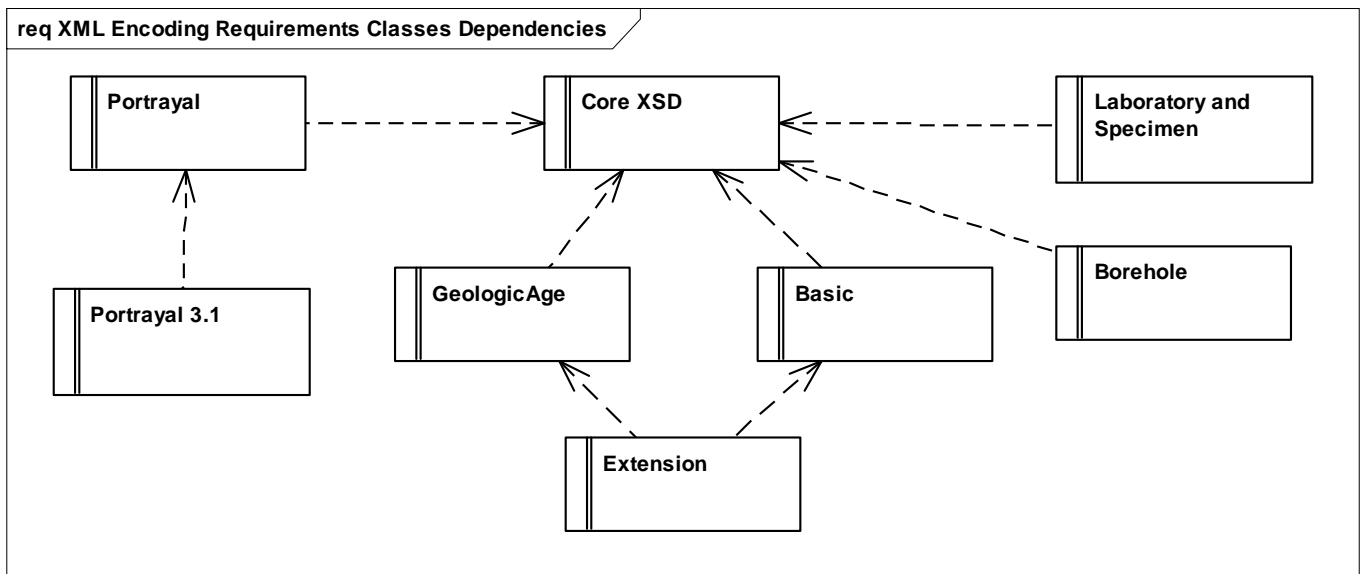 req XML Encoding Requirements Classes Dependencies
Portrayal
Core XSD
Laboratory and
Specimen
Borehole
GeologicAge
Basic
Portrayal 3.1
Extension